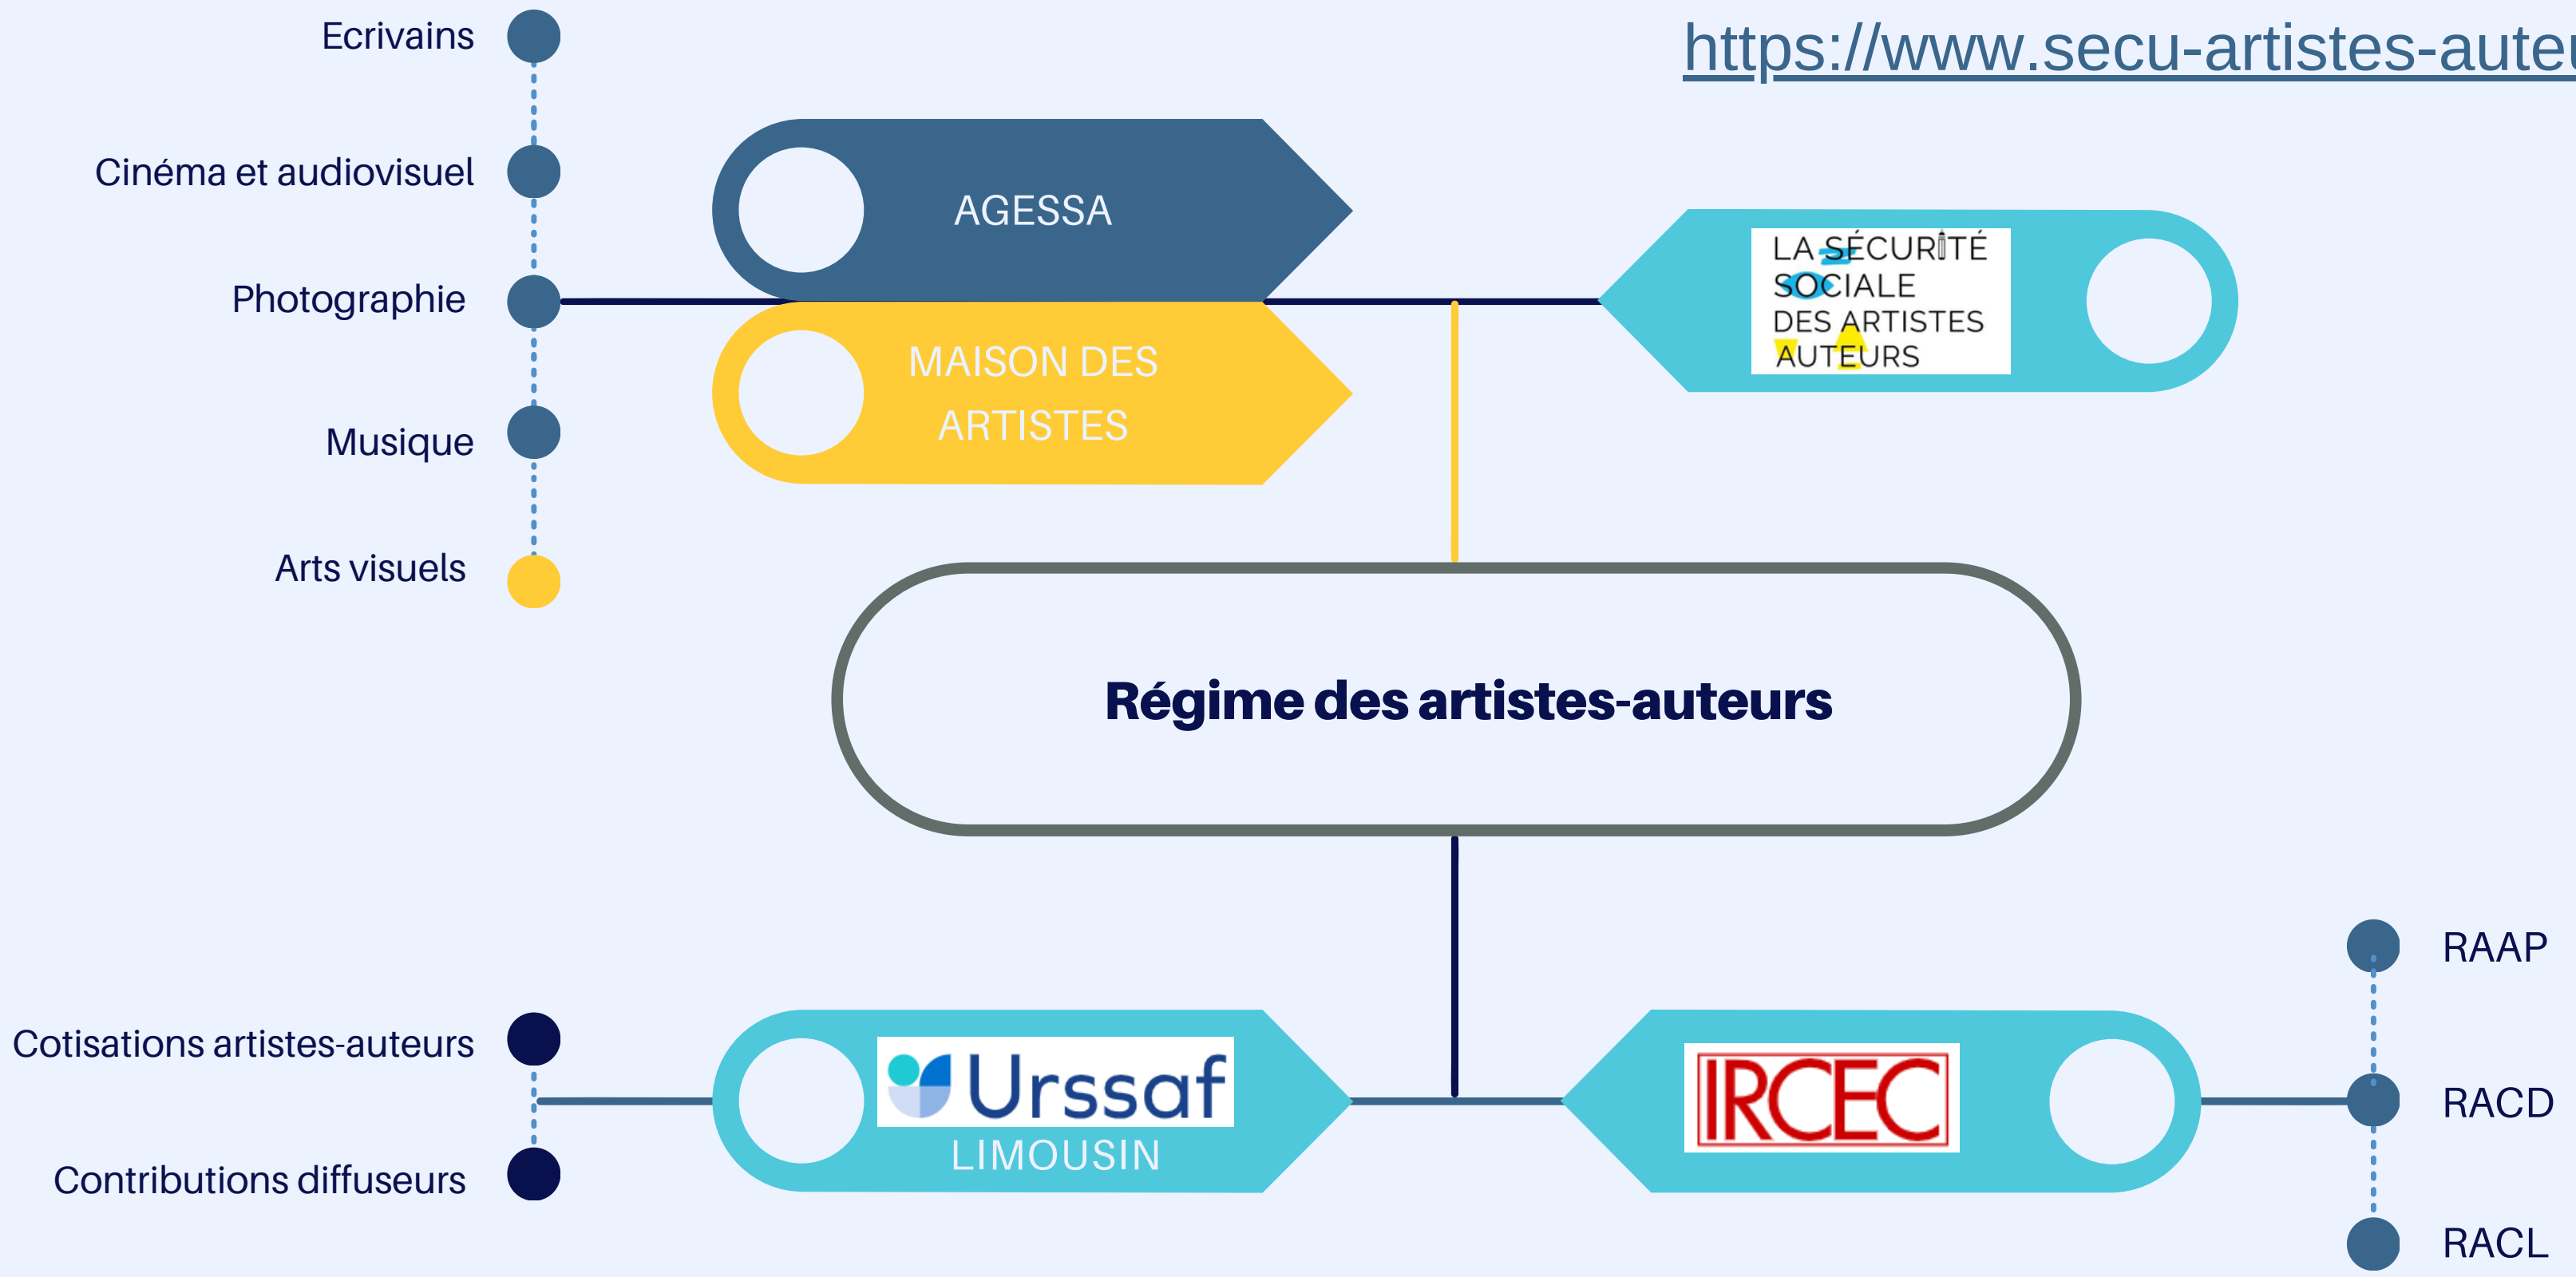 Ecrivains
https://www.secu-artistes-auteu
Cinéma et audiovisuel
AGESSA
Photographie
LA SÉCURITÉ
SOCIALE
DES ARTISTES
AUTEURS
MAISON DES
ARTISTES
Musique
Arts visuels
Régime des artistes-auteurs
RAAP
Cotisations artistes-auteurs
Urssaf
LIMOUSIN
IRCEC
RACD
Contributions diffuseurs
RACL